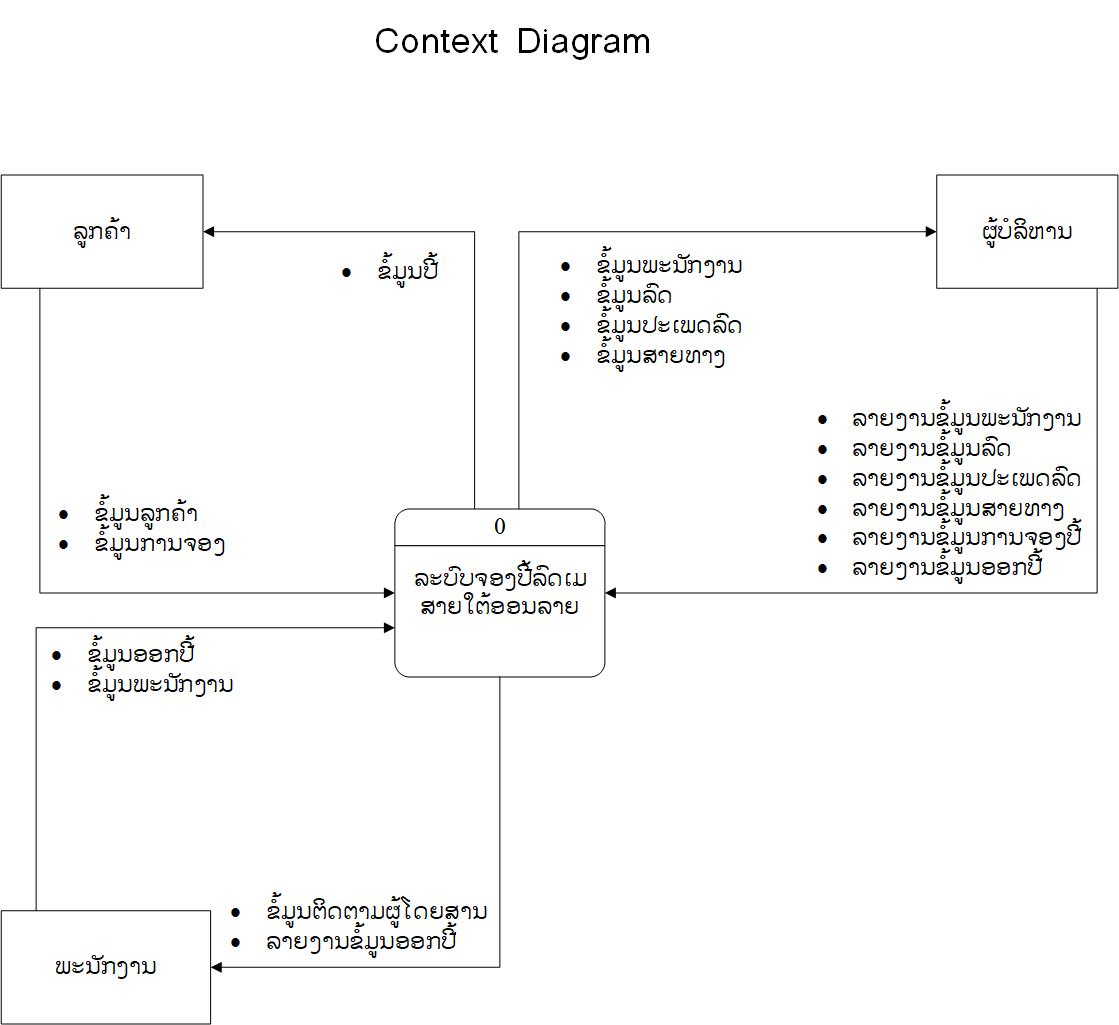 Context Diagram
ລູກຄ້າ
ຜູ້ບໍລິຫານ
• ຂໍ້ມູນປີ້
• ຂໍ້ມູນພະນັກງານ
• ຂໍ້ມູນລົດ
• ຂໍ້ມູນປະເພດລົດ
• ຂໍ້ມູນສາຍທາງ
• ລາຍງານຂໍ້ມູນພະນັກງານ
• ລາຍງານຂໍ້ມູນລົດ
• ລາຍງານຂໍ້ມູນປະເພດລົດ
• ລາຍງານຂໍ້ມູນສາຍທາງ
• ລາຍງານຂໍ້ມູນການຈອງປີ້
• ລາຍງານຂໍ້ມູນອອກປີ້
• ຂໍ້ມູນລູກຄ້າ
• ຂໍ້ມູນການຈອງ
0
ລະບົບຈອງປີ້ລົດເມ
ສາຍໃຕ້ອອນລາຍ
• ຂໍ້ມູນອອກປີ້
• ຂໍ້ມູນພະນັກງານ
• ຂໍ້ມູນຕິດຕາມຜູ້ໂດຍສານ
• ລາຍງານຂໍ້ມູນອອກປີ້
ພະນັກງານ